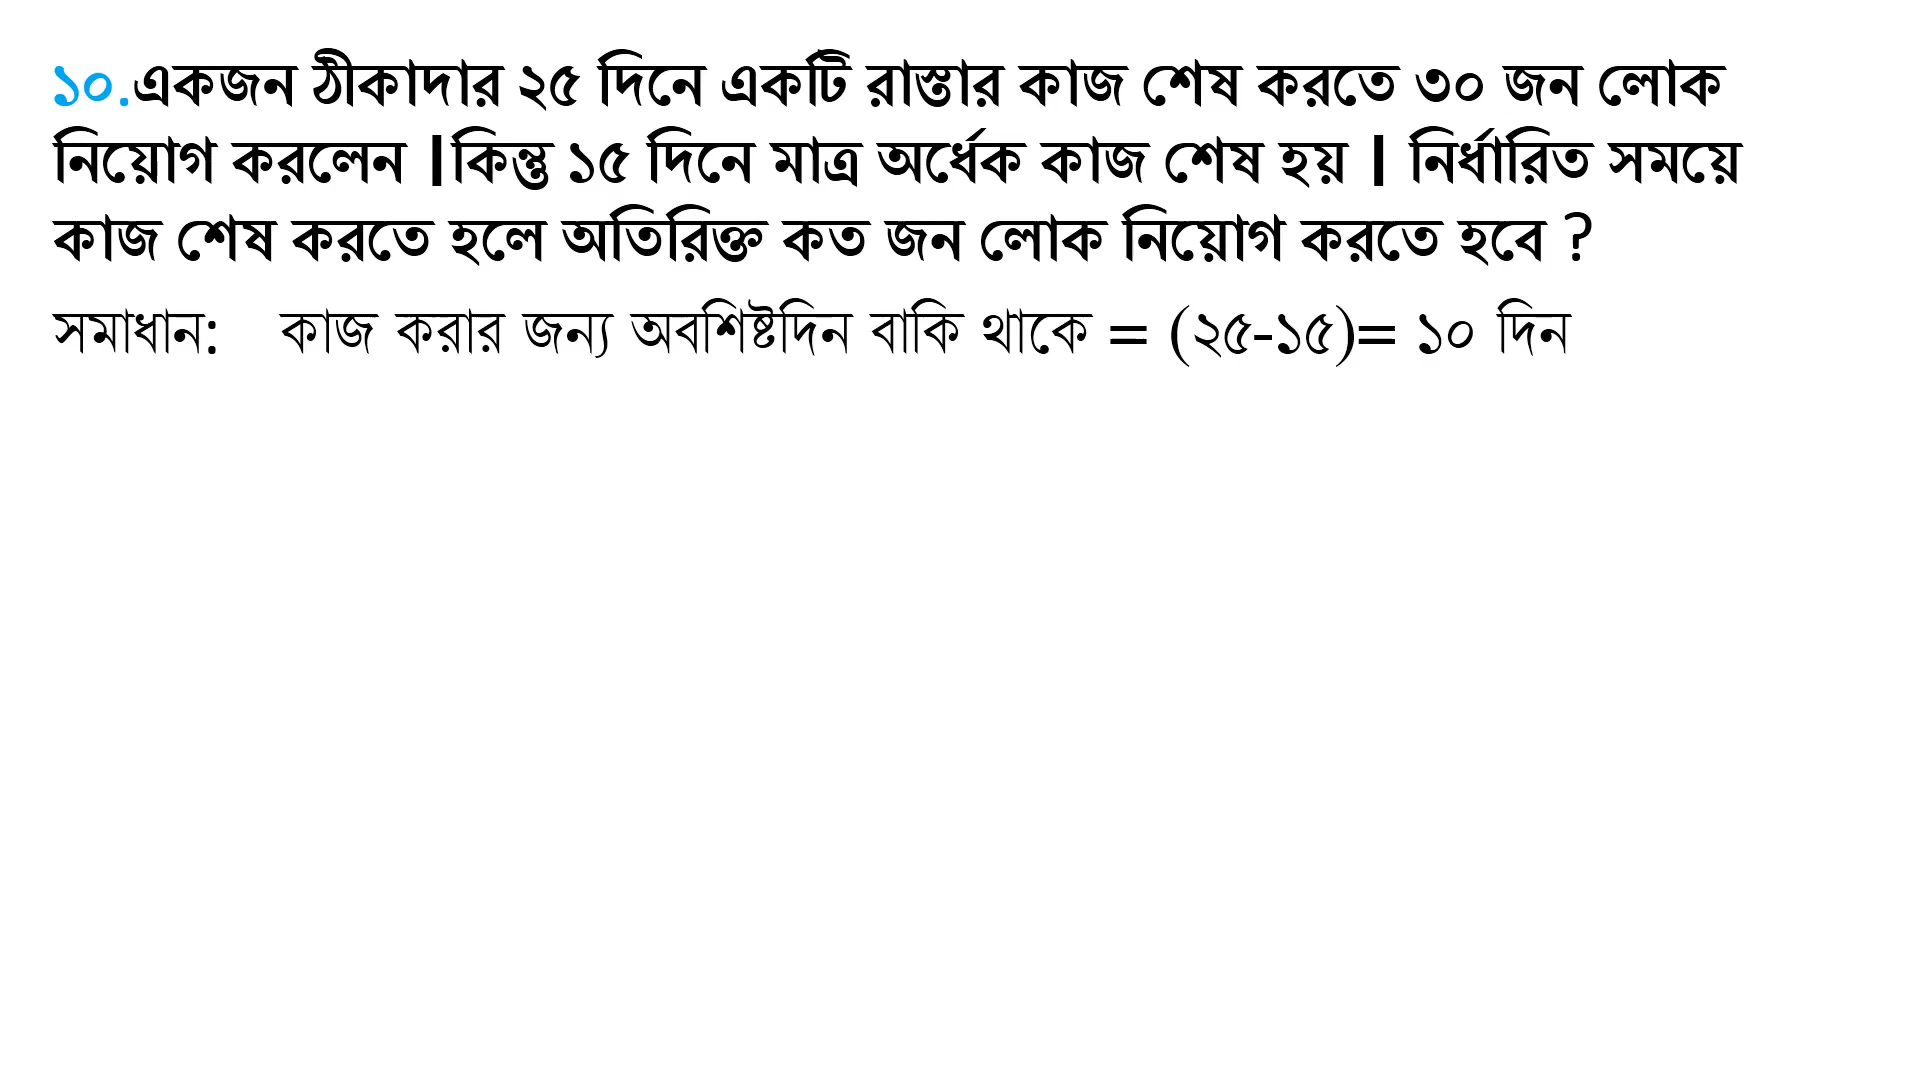 ১০.একজন ঠীকাদার ২৫ দিনে একটি রাস্তার কাজ শেষ করতে ৩০ জন লোক
নিয়োগ করলেন ।কিন্তু ১৫ দিনে মাত্র অর্ধেক কাজ শেষ হয় । নির্ধারিত সময়ে
কাজ শেষ করতে হলে অতিরিক্ত কত জন লোক নিয়োগ করতে হবে ?
সমাধান: কাজ করার জন্য অবশিষ্টদিন বাকি থাকে = (২৫-১৫)= ১০ দিন